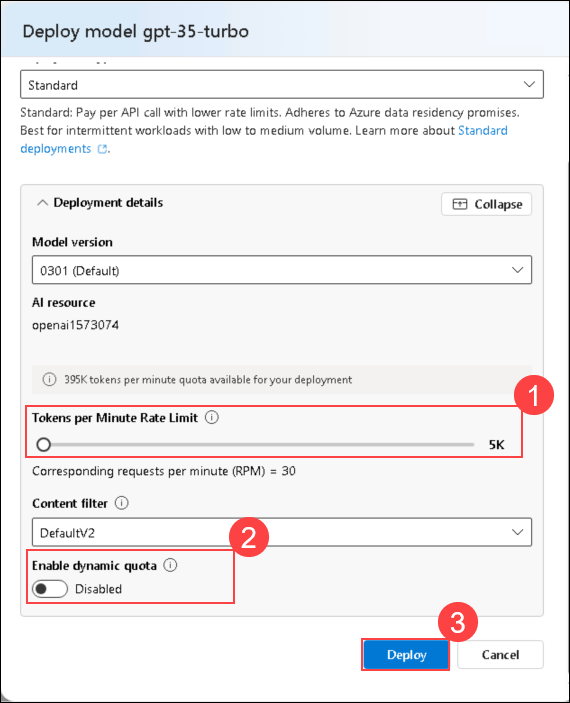 Deploy model gpt-35-turbo
Standard
Standard: Pay per API call with lower rate limits. Adheres to Azure data residency promises.
Best for intermittent workloads with low to medium volume. Learn more about Standard
deployments.
Deployment details
Collapse
Model version
0301 (Default)
AI resource
openai1573074
395K tokens per minute quota available for your deployment
1
Tokens per Minute Rate Limit
5K
Corresponding requests per minute (RPM) = 30
Content filter
DefaultV2
2
Enable dynamic quota
Disabled
3
Deploy
Cancel